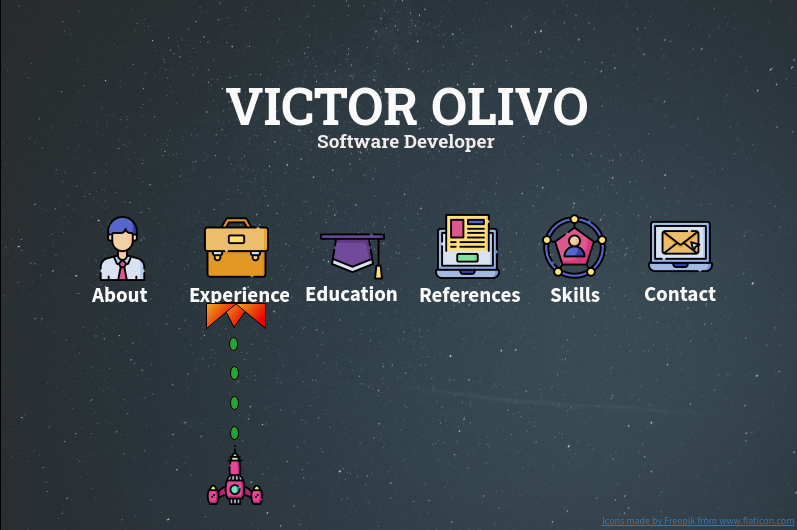 VICTOR OLIVO
Software Developer
About Experience Education References Skills Contact
Icons made by Freepik from www.flaticon.com